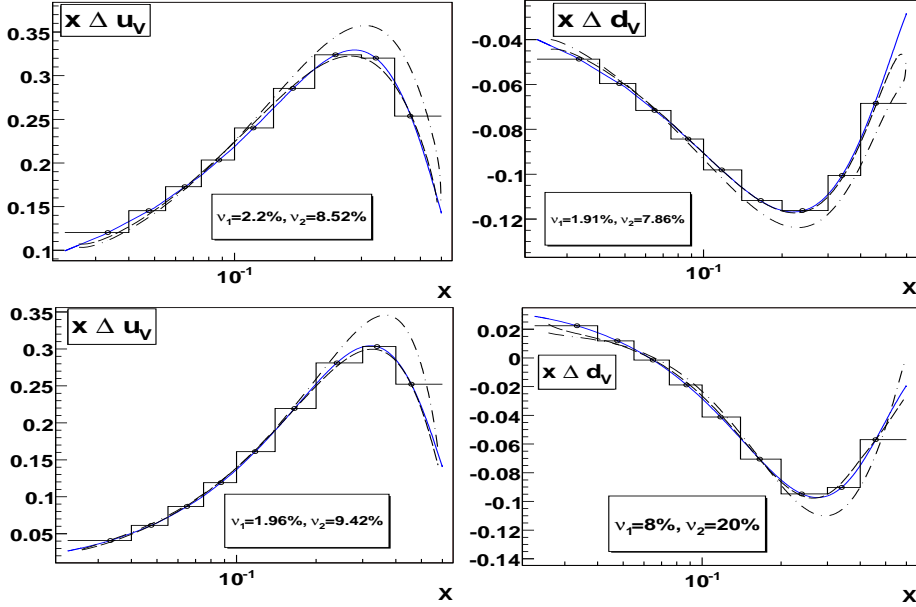 x Δ u_V
0.35
0.3
0.25
0.2
0.15
0.1
ν₁=2.2%, ν₂=8.52%
10⁻¹
X
x Δ d_V
-0.04
-0.06
-0.08
-0.1
-0.12
ν₁=1.91%, ν₂=7.86%
10⁻¹
X
x Δ u_V
0.35
0.3
0.25
0.2
0.15
0.1
0.05
ν₁=1.96%, ν₂=9.42%
10⁻¹
X
x Δ d_V
0.02
0
-0.02
-0.04
-0.06
-0.08
-0.1
-0.12
-0.14
ν₁=8%, ν₂=20%
10⁻¹
X